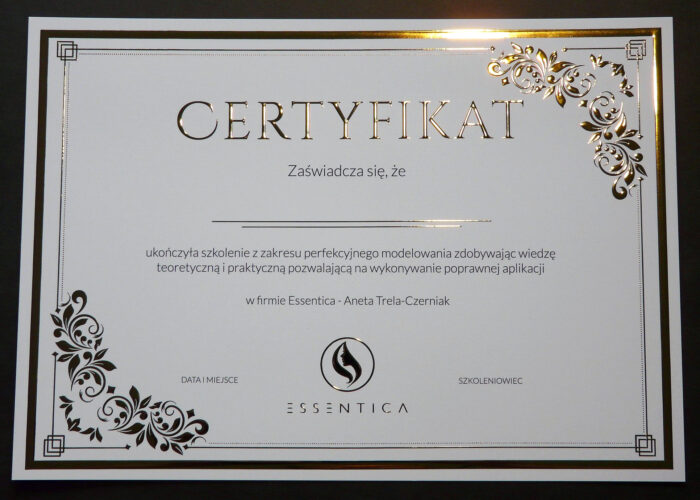 CERTYFIKAT
Zaświadcza się, że
ukończyła szkolenie z zakresu perfekcyjnego modelowania zdobywając wiedzę
teoretyczną i praktyczną pozwalającą na wykonywanie poprawnej aplikacji
w firmie Essentica - Aneta Trela-Czerniak
DATA I MIEJSCE
SZKOLENIOWIEC
ESSENTICA